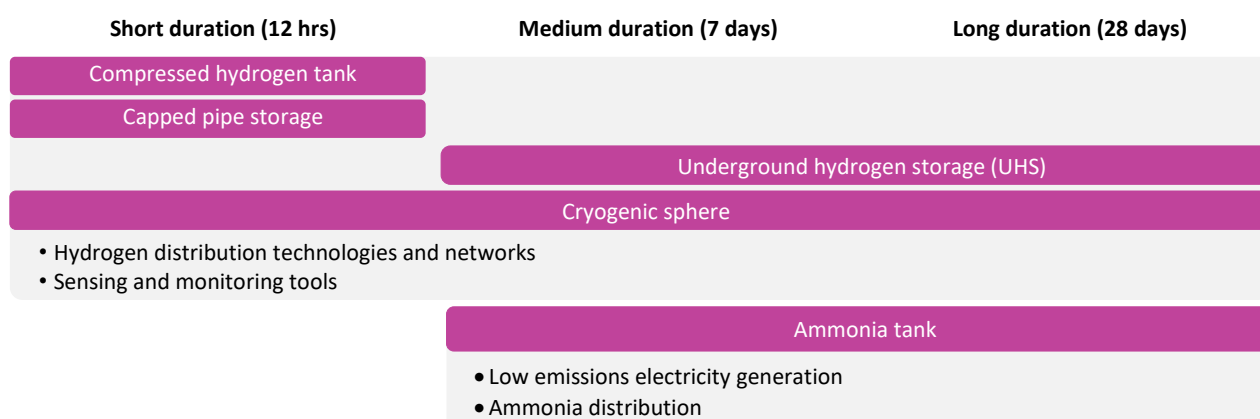 Short duration (12 hrs) Medium duration (7 days) Long duration (28 days)
Compressed hydrogen tank
Capped pipe storage
Underground hydrogen storage (UHS)
Cryogenic sphere
• Hydrogen distribution technologies and networks
• Sensing and monitoring tools
Ammonia tank
• Low emissions electricity generation
• Ammonia distribution